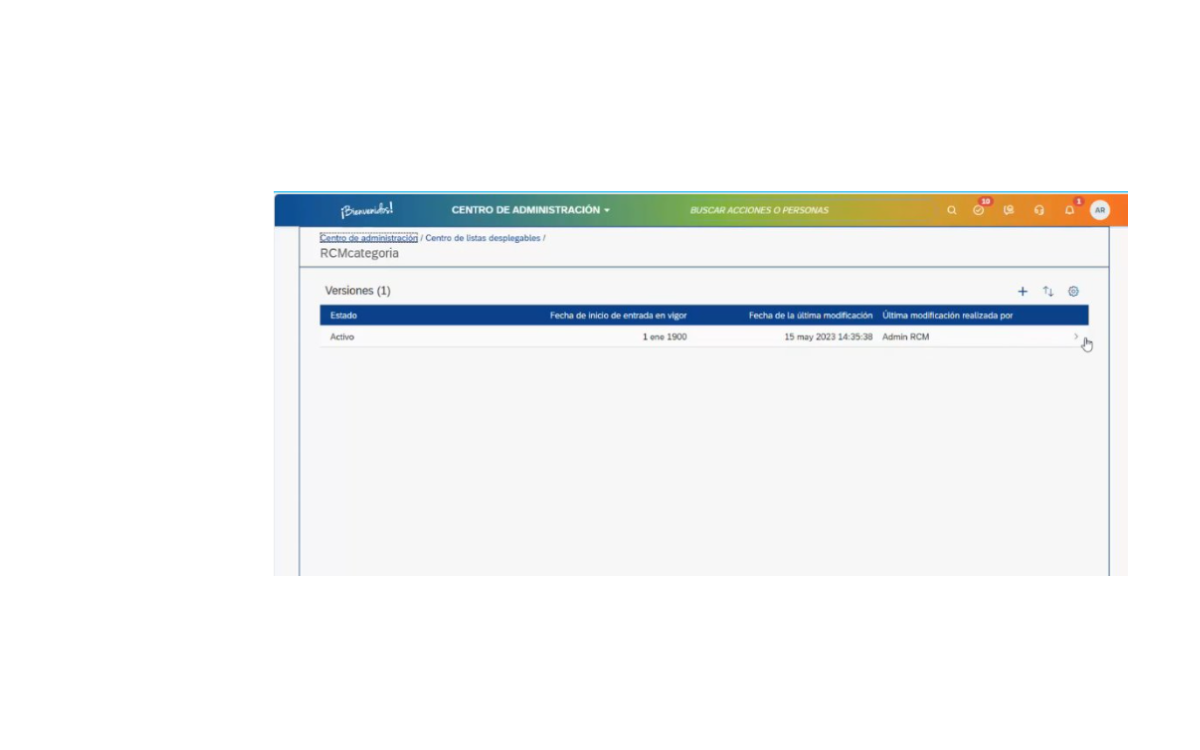 ¡Bienvenidos! CENTRO DE ADMINISTRACIÓN BUSCAR ACCIONES O PERSONAS 10 1 AR
Centro de administración / Centro de listas desplegables /
RCMcategoria
Versiones (1)
Estado Fecha de inicio de entrada en vigor Fecha de la última modificación Última modificación realizada por
Activo 1 ene 1900 15 may 2023 14:35:38 Admin RCM